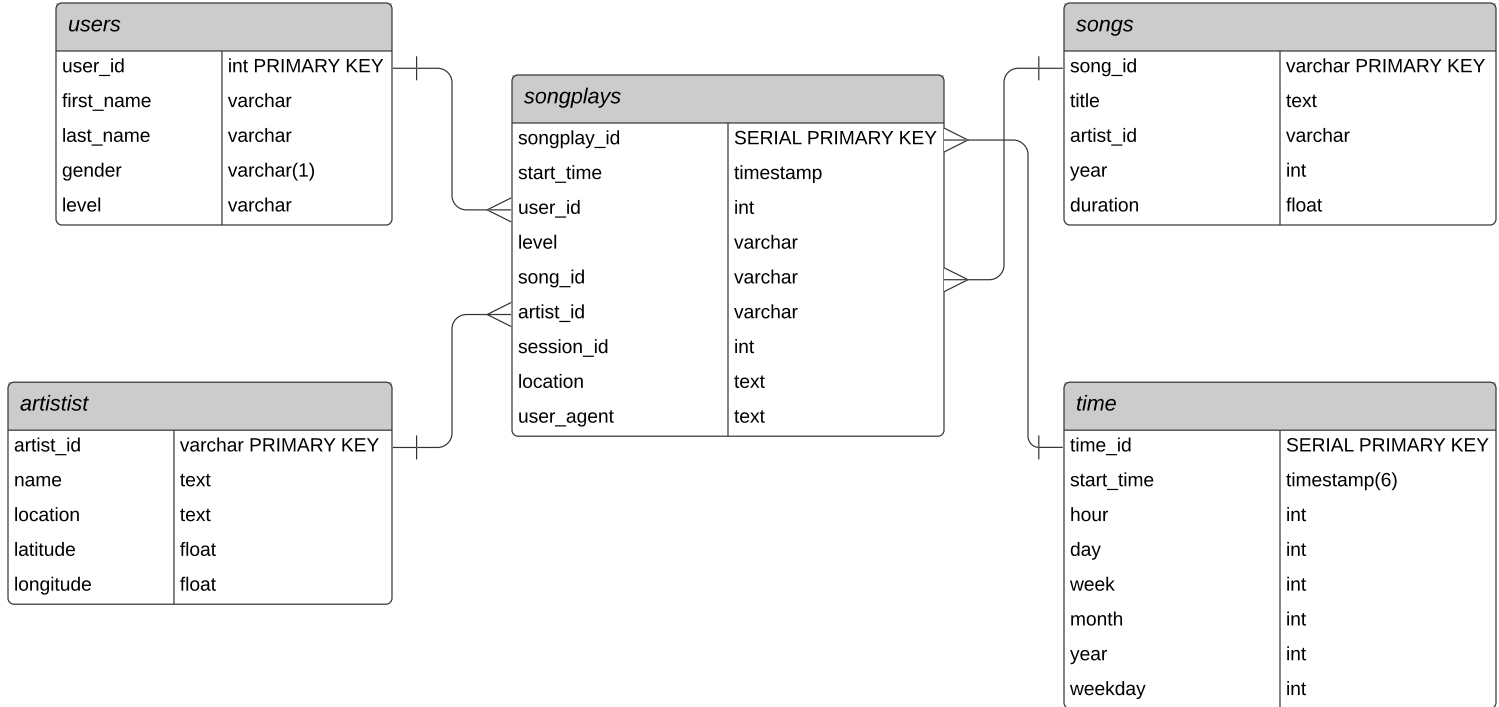 users
user_id int PRIMARY KEY
first_name varchar
last_name varchar
gender varchar(1)
level varchar
songplays
songplay_id SERIAL PRIMARY KEY
start_time timestamp
user_id int
level varchar
song_id varchar
artist_id varchar
session_id int
location text
user_agent text
songs
song_id varchar PRIMARY KEY
title text
artist_id varchar
year int
duration float
artistist
artist_id varchar PRIMARY KEY
name text
location text
latitude float
longitude float
time
time_id SERIAL PRIMARY KEY
start_time timestamp(6)
hour int
day int
week int
month int
year int
weekday int